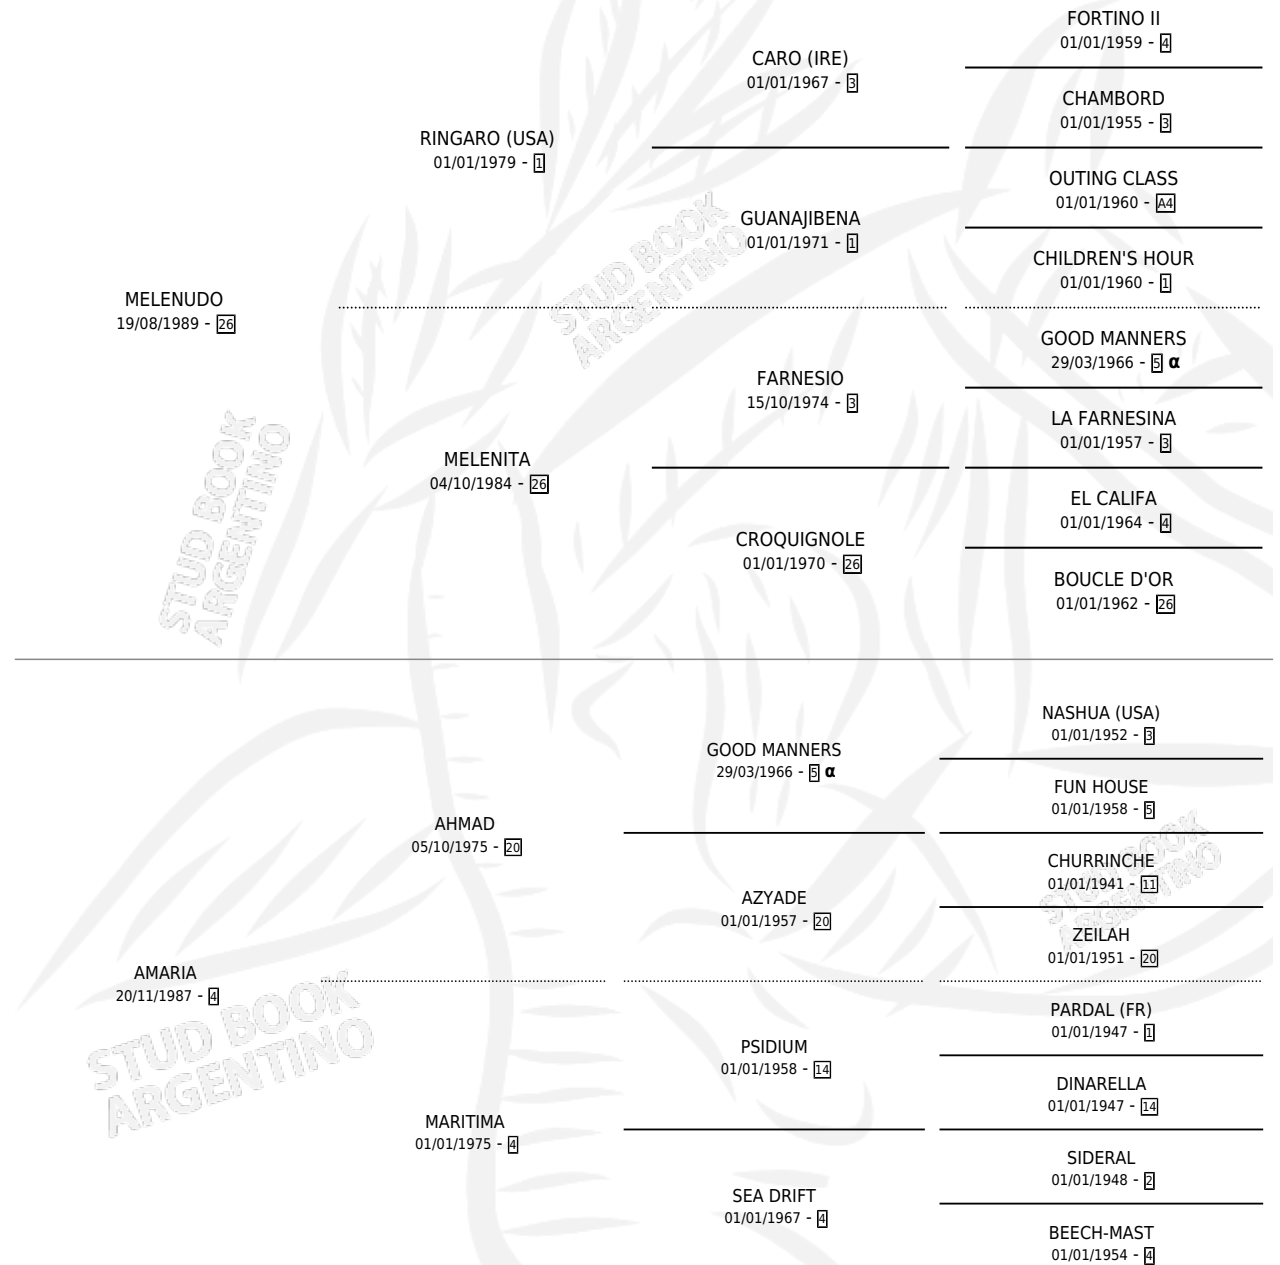 FORTINO II
01/01/1959 - 4
CARO (IRE)
01/01/1967 - 3
CHAMBORD
01/01/1955 - 3
RINGARO (USA)
01/01/1979 - 1
OUTING CLASS
01/01/1960 - A4
GUANAJIBENA
01/01/1971 - 1
CHILDREN'S HOUR
01/01/1960 - 1
MELENUDO
19/08/1989 - 26
GOOD MANNERS
29/03/1966 - 5 α
FARNESIO
15/10/1974 - 3
LA FARNESINA
01/01/1957 - 3
MELENITA
04/10/1984 - 26
EL CALIFA
01/01/1964 - 4
CROQUIGNOLE
01/01/1970 - 26
BOUCLE D'OR
01/01/1962 - 26
NASHUA (USA)
01/01/1952 - 3
GOOD MANNERS
29/03/1966 - 5 α
FUN HOUSE
01/01/1958 - 5
AHMAD
05/10/1975 - 20
CHURRINCHE
01/01/1941 - 11
AZYADE
01/01/1957 - 20
ZEILAH
01/01/1951 - 20
AMARIA
20/11/1987 - 4
PARDAL (FR)
01/01/1947 - 1
PSIDIUM
01/01/1958 - 14
DINARELLA
01/01/1947 - 14
MARITIMA
01/01/1975 - 4
SIDERAL
01/01/1948 - 2
SEA DRIFT
01/01/1967 - 4
BEECH-MAST
01/01/1954 - 4
STUD BOOK
ARGENTINO
STUD BOOK
ARGENTINO
STUD BOOK
ARGENTINO
STUD BOOK
ARGENTINO